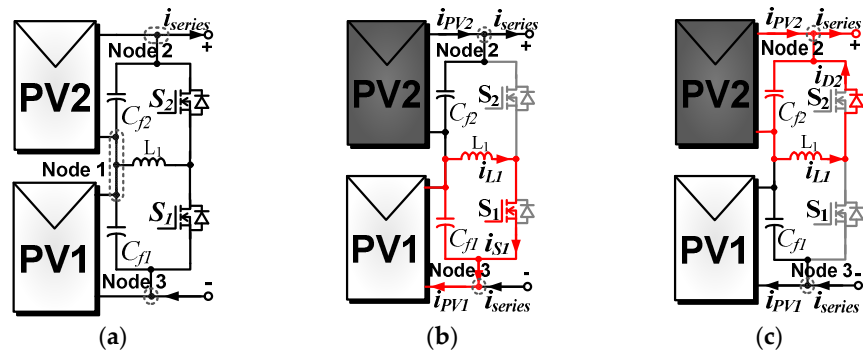 i_series
+
Node 2
PV2
S_2
C_f2
L_1
Node 1
PV1
S_1
C_f1
Node 3
-
(a)
i_PV2
i_series
+
Node 2
PV2
S_2
C_f2
L_1
i_L1
PV1
S_1
C_f1
i_S1
Node 3
-
i_PV1
i_series
(b)
i_PV2
i_series
+
Node 2
i_D2
PV2
S_2
C_f2
L_1
i_L1
PV1
S_1
C_f1
Node 3
-
i_PV1
i_series
(c)